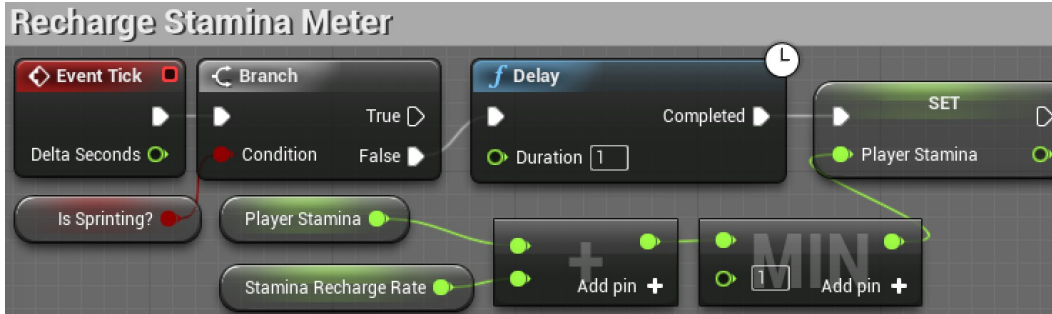 Recharge Stamina Meter
Event Tick
Branch
Delay
True
Completed
SET
Delta Seconds
Condition
False
Duration 1
Player Stamina
Is Sprinting?
Player Stamina
+
MIN
Stamina Recharge Rate
Add pin +
1
Add pin +